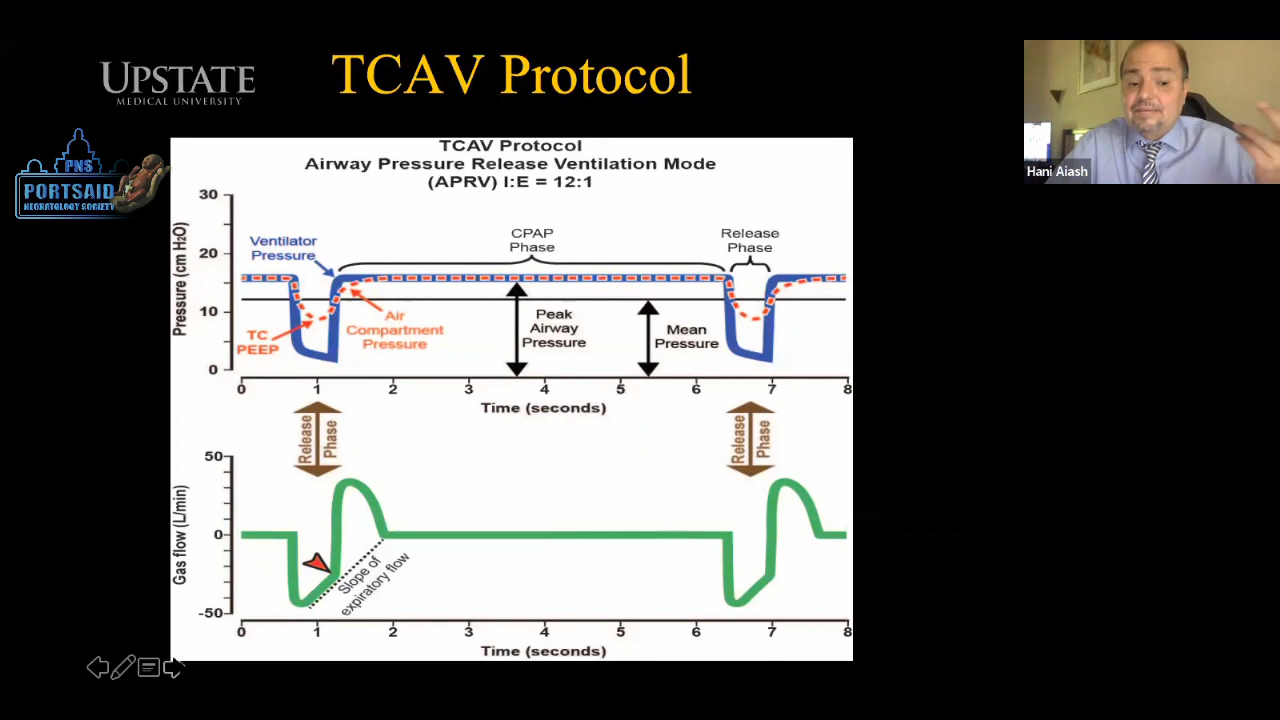 UPSTATE
MEDICAL UNIVERSITY
TCAV Protocol
Hani Aiash
PNS
PORTSAID
NEONATOLOGY SOCIETY
TCAV Protocol
Airway Pressure Release Ventilation Mode
(APRV) I:E = 12:1
Pressure (cm H2O)
30
20
10
0
Ventilator
Pressure
CPAP
Phase
Release
Phase
TC
PEEP
Air
Compartment
Pressure
Peak
Airway
Pressure
Mean
Pressure
0 1 2 3 4 5 6 7 8
Time (seconds)
Release
Phase
Release
Phase
Gas flow (L/min)
50
0
-50
Slope of
expiratory flow
0 1 2 3 4 5 6 7 8
Time (seconds)